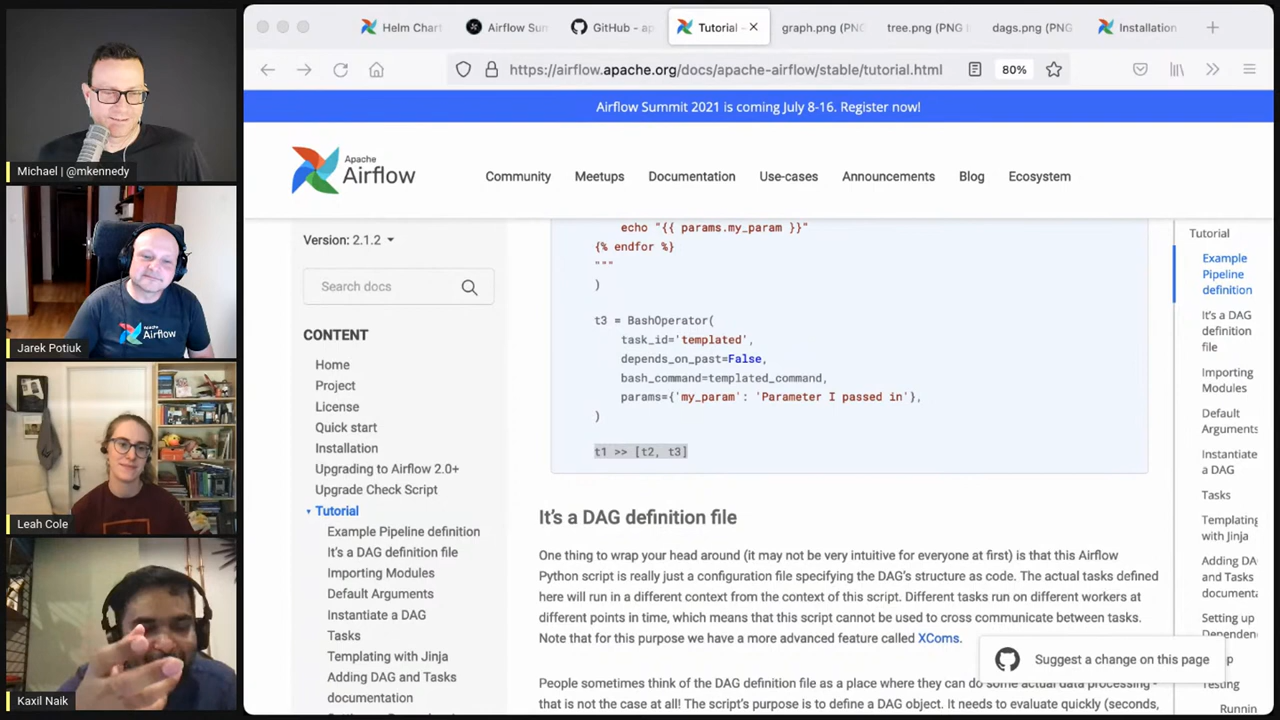 Michael | @mkennedy
Apache
Airflow
Jarek Potiuk
Leah Cole
Kaxil Naik
Helm Chart
Airflow Sum
GitHub - ap
Tutorial
graph.png (PNG
tree.png (PNG I
dags.png (PNG
Installation
https://airflow.apache.org/docs/apache-airflow/stable/tutorial.html
80%
Airflow Summit 2021 is coming July 8-16. Register now!
Apache
Airflow
Community
Meetups
Documentation
Use-cases
Announcements
Blog
Ecosystem
Version: 2.1.2
Search docs
CONTENT
Home
Project
License
Quick start
Installation
Upgrading to Airflow 2.0+
Upgrade Check Script
Tutorial
Example Pipeline definition
It's a DAG definition file
Importing Modules
Default Arguments
Instantiate a DAG
Tasks
Templating with Jinja
Adding DAG and Tasks
documentation
echo "{{ params.my_param }}"
{% endfor %}
"""
)
t3 = BashOperator(
task_id='templated',
depends_on_past=False,
bash_command=templated_command,
params={'my_param': 'Parameter I passed in'},
)
t1 >> [t2, t3]
It's a DAG definition file
One thing to wrap your head around (it may not be very intuitive for everyone at first) is that this Airflow
Python script is really just a configuration file specifying the DAG's structure as code. The actual tasks defined
here will run in a different context from the context of this script. Different tasks run on different workers at
different points in time, which means that this script cannot be used to cross communicate between tasks.
Note that for this purpose we have a more advanced feature called XComs.
People sometimes think of the DAG definition file as a place where they can do some actual data processing -
that is not the case at all! The script's purpose is to define a DAG object. It needs to evaluate quickly (seconds,
Suggest a change on this page
Tutorial
Example
Pipeline
definition
It's a DAG
definition
file
Importing
Modules
Default
Arguments
Instantiate
a DAG
Tasks
Templating
with Jinja
Adding DA
and Tasks
documenta
Setting up
Dependen
p
Testing
Runnin